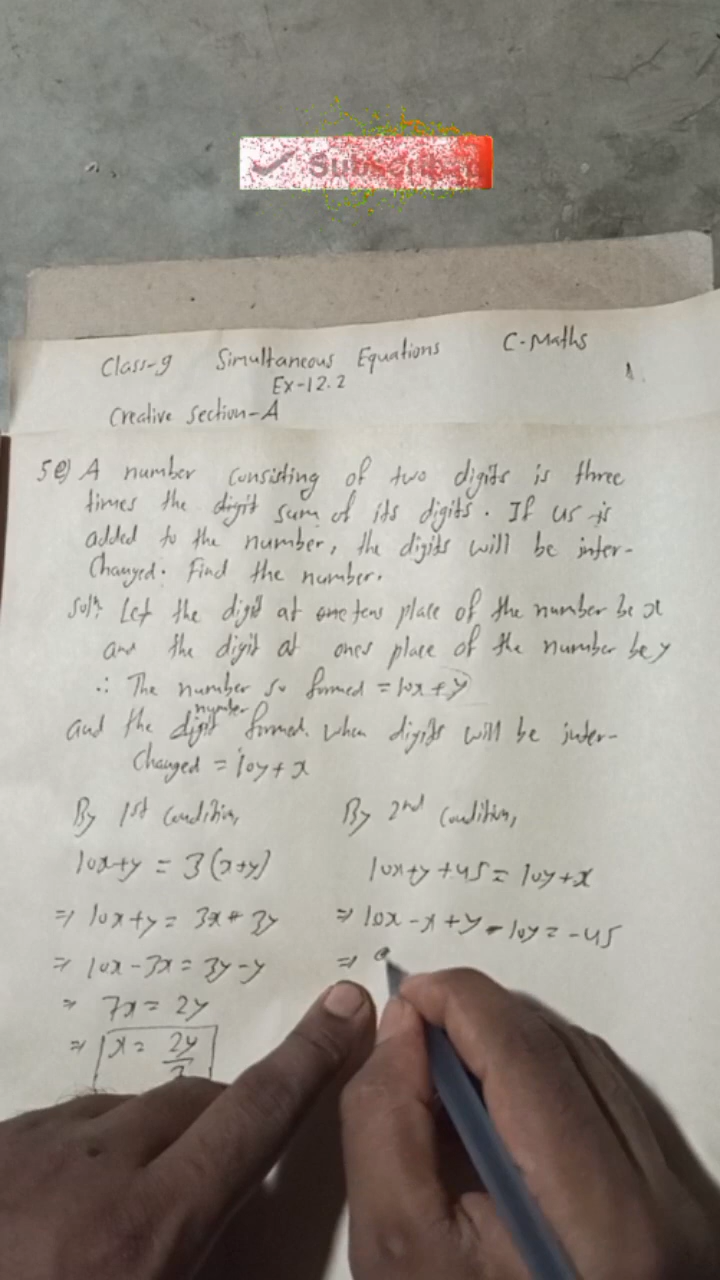 Subscribed
Class-9 Simultaneous Equations C-Maths
Ex-12.2
Creative section-A
5 e) A number consisting of two digits is three
times the digit sum of its digits. If 45 is
added to the number, the digits will be inter-
Changed. Find the number.
Solⁿ: Let the digit at one tens place of the number be x
and the digit at ones place of the number be y
∴ The number so formed = 10x + y
number
and the digit formed when digits will be inter-
Changed = 10y + x
By 1st Condition, By 2nd Condition,
10x+y = 3(x+y) 10x+y +45 = 10y+x
⇒ 10x+y = 3x + 3y ⇒ 10x - x + y - 10y = -45
⇒ 10x - 3x = 3y - y ⇒
⇒ 7x = 2y
⇒ x = 2y/7